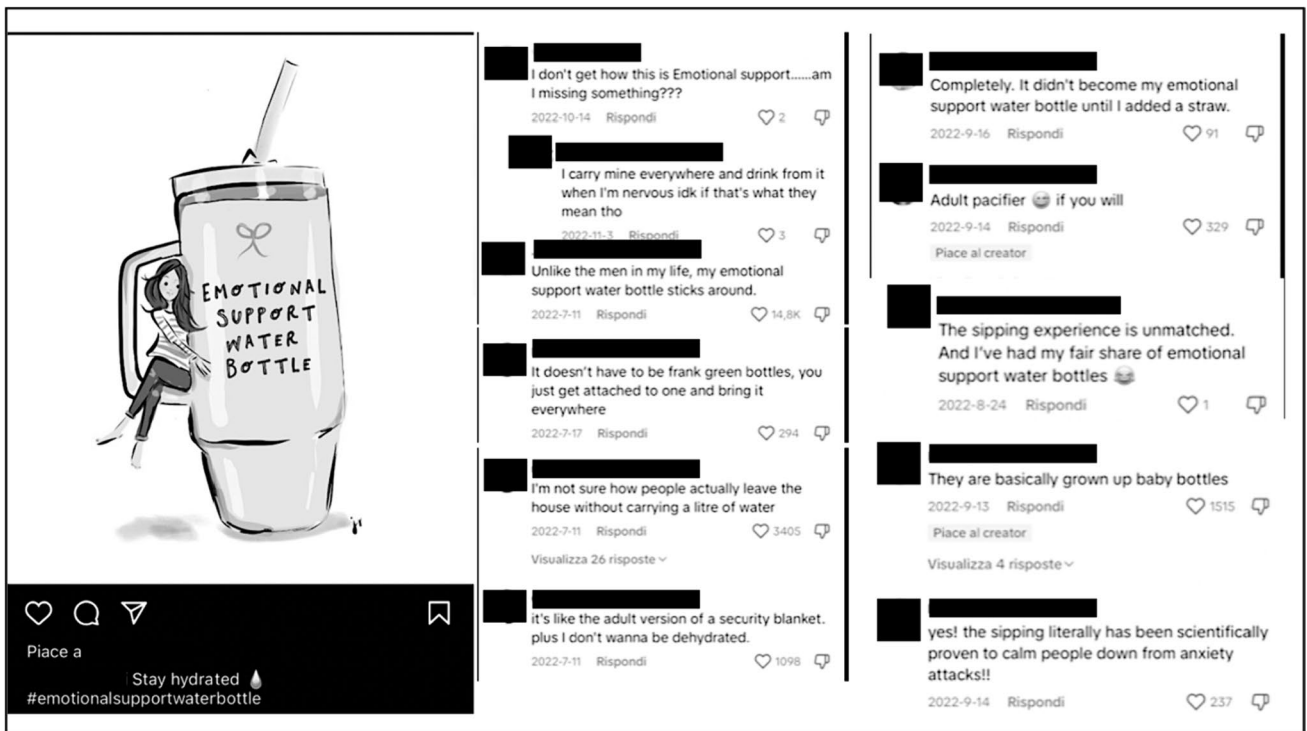 EMOTIONAL
SUPPORT
WATER
BOTTLE
Piace a
Stay hydrated 💧
#emotionalsupportwaterbottle
I don't get how this is Emotional support......am
I missing something???
2022-10-14 Rispondi 2
I carry mine everywhere and drink from it
when I'm nervous idk if that's what they
mean tho
2022-11-3 Rispondi 3
Unlike the men in my life, my emotional
support water bottle sticks around.
2022-7-11 Rispondi 14,8K
It doesn't have to be frank green bottles, you
just get attached to one and bring it
everywhere
2022-7-17 Rispondi 294
I'm not sure how people actually leave the
house without carrying a litre of water
2022-7-11 Rispondi 3405
Visualizza 26 risposte
it's like the adult version of a security blanket.
plus I don't wanna be dehydrated.
2022-7-11 Rispondi 1098
Completely. It didn't become my emotional
support water bottle until I added a straw.
2022-9-16 Rispondi 91
Adult pacifier 😂 if you will
2022-9-14 Rispondi 329
Piace al creator
The sipping experience is unmatched.
And I've had my fair share of emotional
support water bottles 😂
2022-8-24 Rispondi 1
They are basically grown up baby bottles
2022-9-13 Rispondi 1515
Piace al creator
Visualizza 4 risposte
yes! the sipping literally has been scientifically
proven to calm people down from anxiety
attacks!!
2022-9-14 Rispondi 237